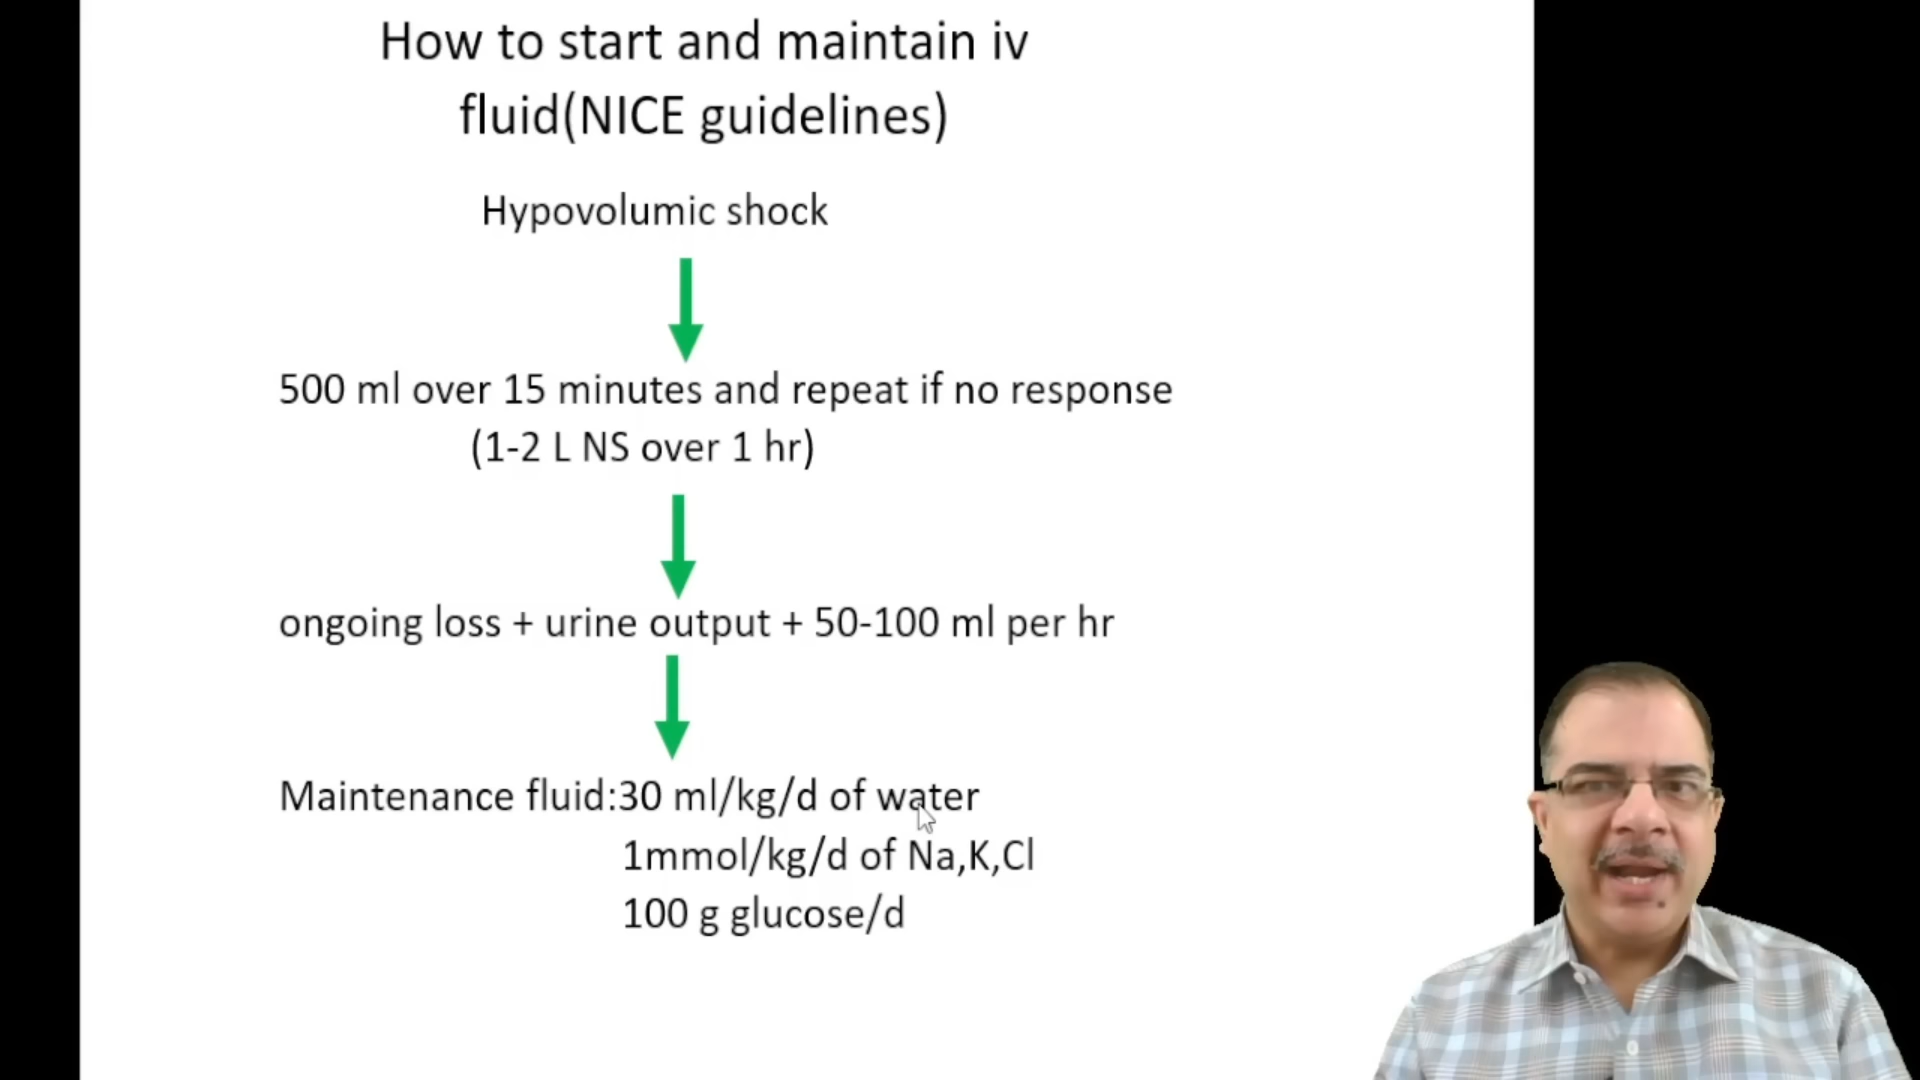 How to start and maintain iv
fluid(NICE guidelines)
Hypovolumic shock
500 ml over 15 minutes and repeat if no response
(1-2 L NS over 1 hr)
ongoing loss + urine output + 50-100 ml per hr
Maintenance fluid:30 ml/kg/d of water
1mmol/kg/d of Na,K,Cl
100 g glucose/d